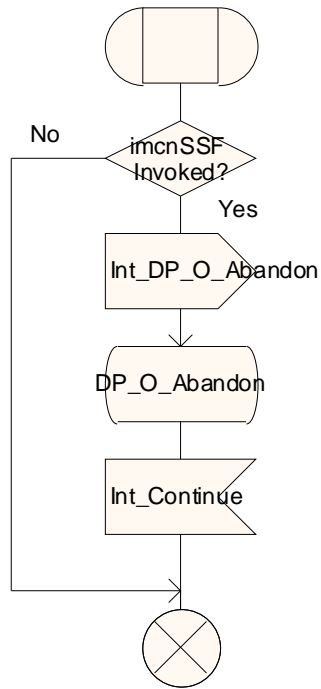 No
imcnSSF
Invoked?
Yes
Int_DP_O_Abandon
DP_O_Abandon
Int_Continue